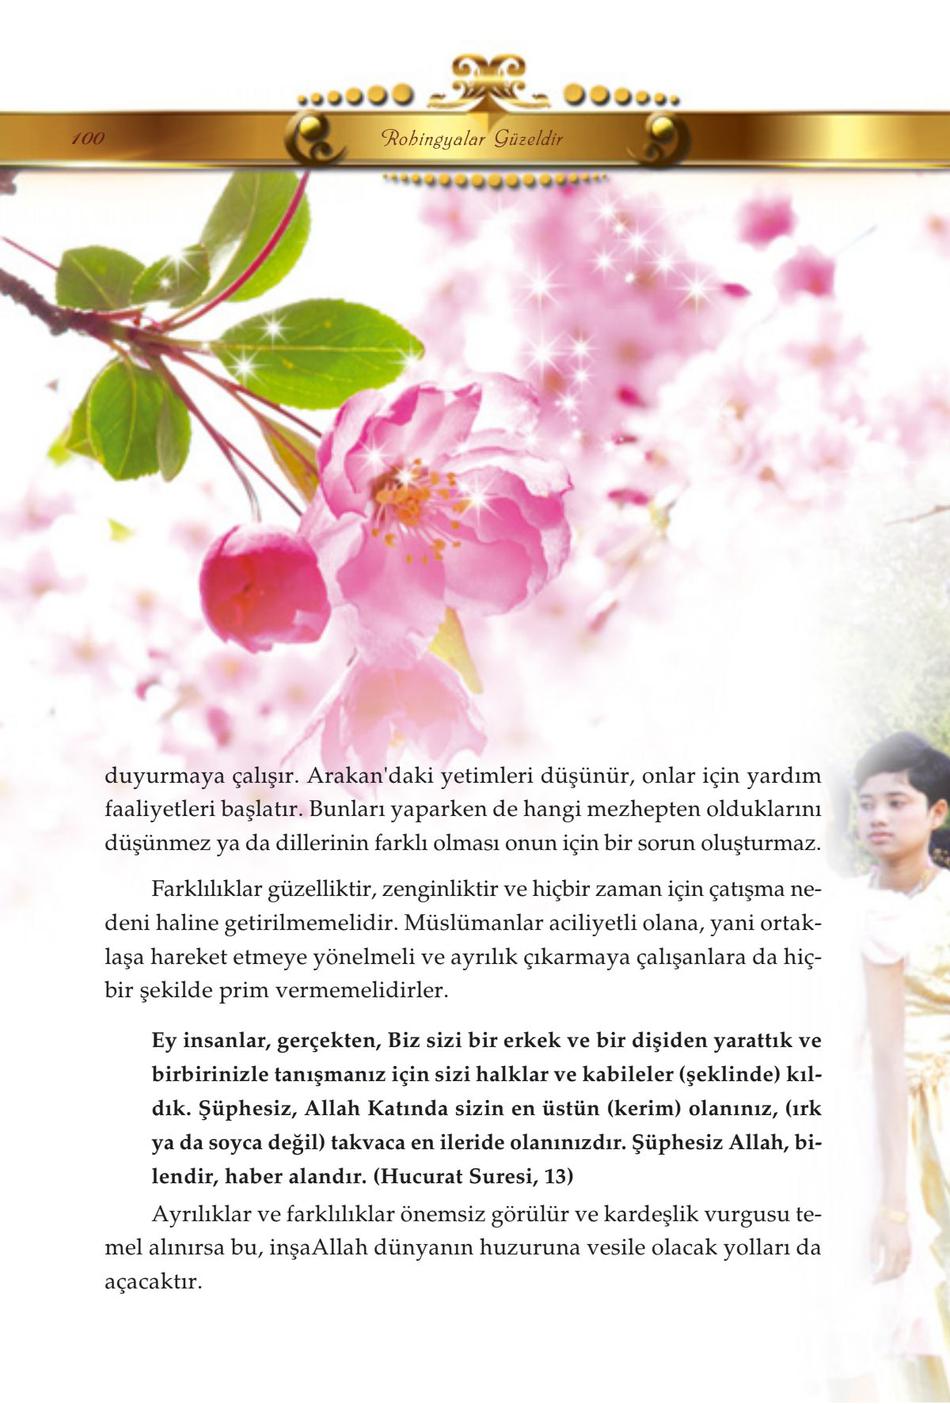 100
Rohingyalar Güzeldir
duyurmaya çalışır. Arakan'daki yetimleri düşünür, onlar için yardım
faaliyetleri başlatır. Bunları yaparken de hangi mezhepten olduklarını
düşünmez ya da dillerinin farklı olması onun için bir sorun oluşturmaz.
Farklılıklar güzelliktir, zenginliktir ve hiçbir zaman için çatışma ne-
deni haline getirilmemelidir. Müslümanlar aciliyetli olana, yani ortak-
laşa hareket etmeye yönelmeli ve ayrılık çıkarmaya çalışanlara da hiç-
bir şekilde prim vermemelidirler.
Ey insanlar, gerçekten, Biz sizi bir erkek ve bir dişiden yarattık ve
birbirinizle tanışmanız için sizi halklar ve kabileler (şeklinde) kıl-
dık. Şüphesiz, Allah Katında sizin en üstün (kerim) olanınız, (ırk
ya da soyca değil) takvaca en ileride olanınızdır. Şüphesiz Allah, bi-
lendir, haber alandır. (Hucurat Suresi, 13)
Ayrılıklar ve farklılıklar önemsiz görülür ve kardeşlik vurgusu te-
mel alınırsa bu, inşaAllah dünyanın huzuruna vesile olacak yolları da
açacaktır.